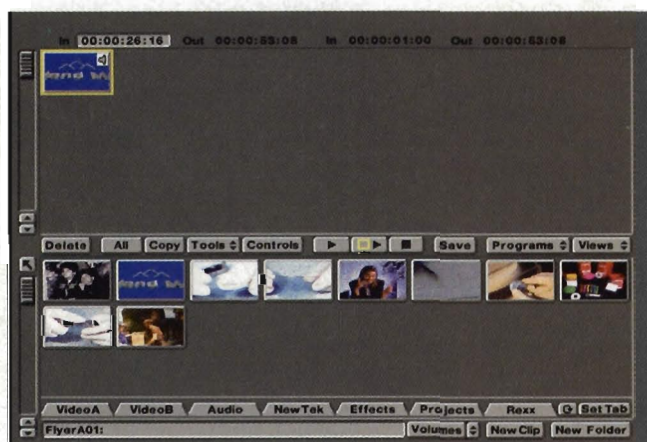 In 00:00:26:16 Out 00:00:53:08 In 00:00:01:00 Out 00:00:53:08
Delete All Copy Tools Controls Save Programs Views
VideoA VideoB Audio NewTek Effects Projects Rexx G Set Tab
FlyerA01: Volumes New Clip New Folder